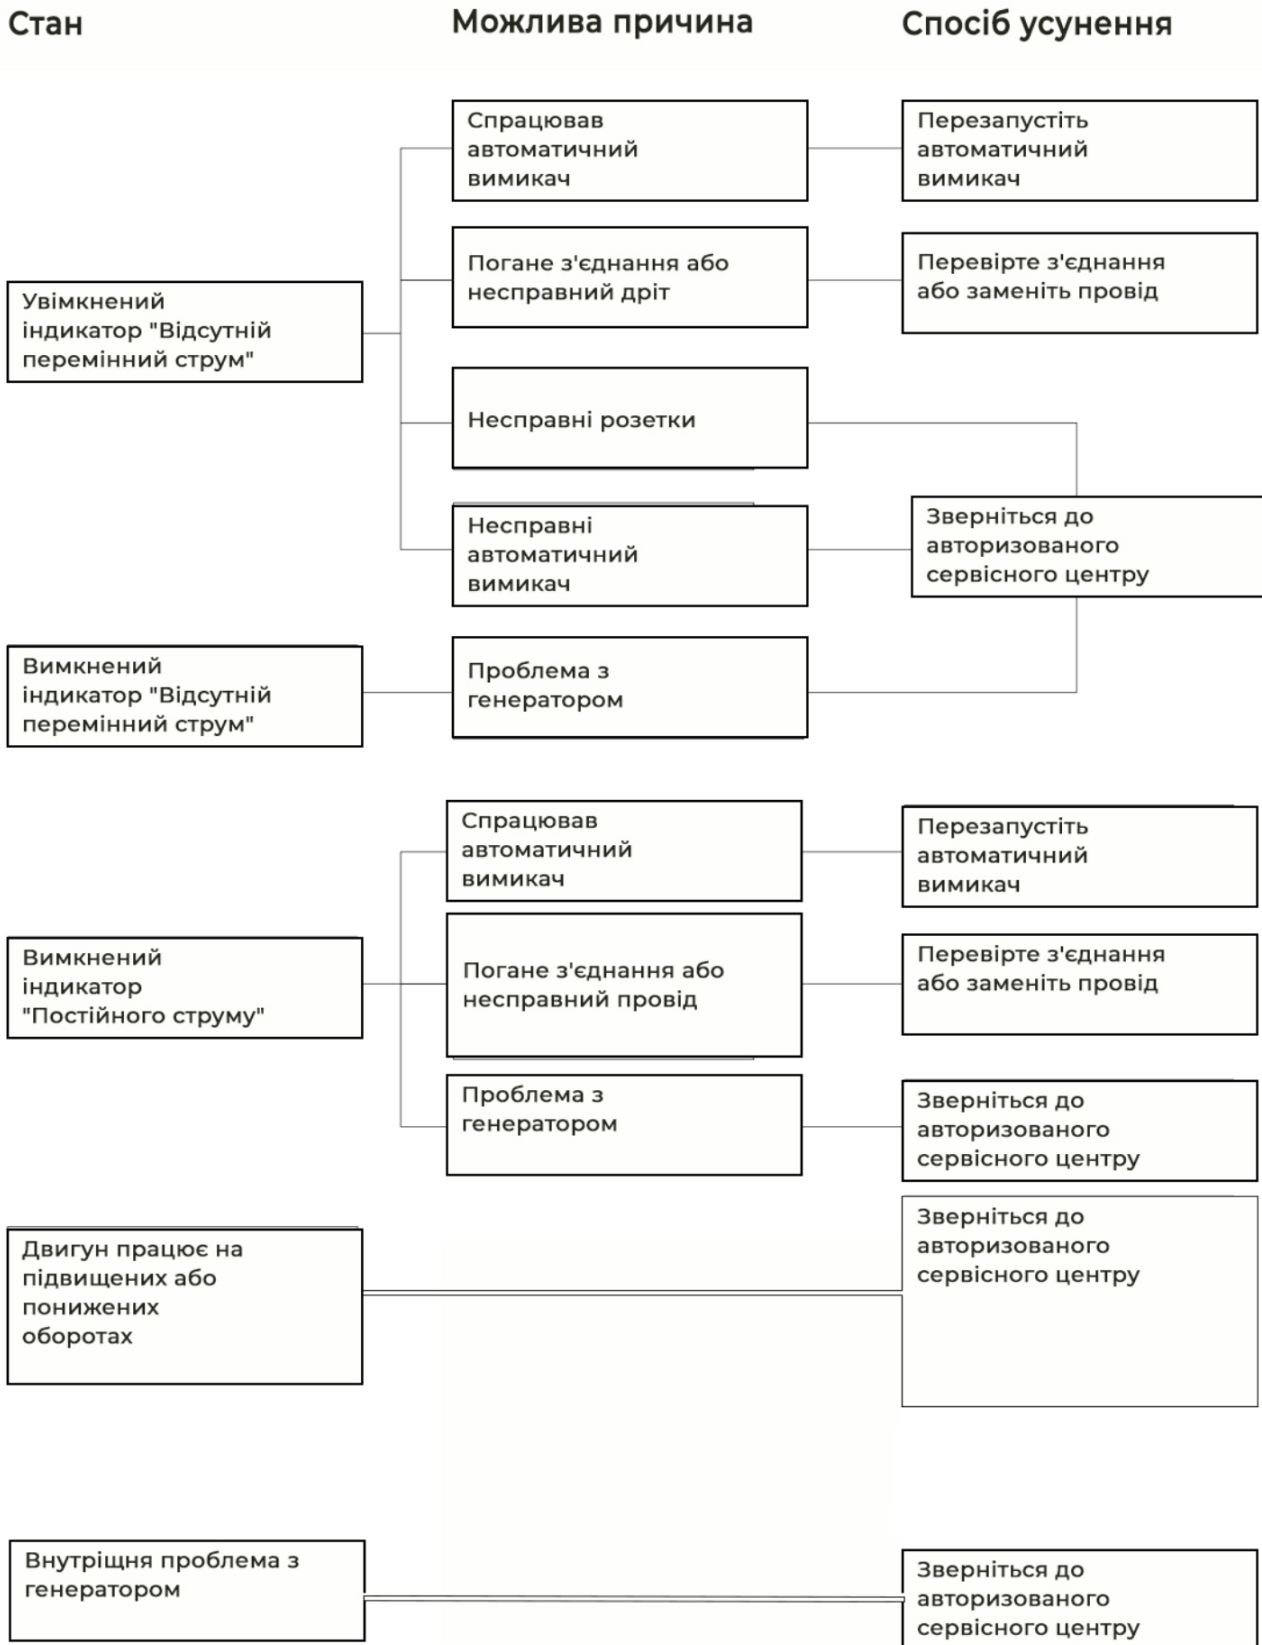 Стан
Можлива причина
Спосіб усунення
Спрацював
автоматичний
вимикач
Перезапустіть
автоматичний
вимикач
Увімкнений
індикатор "Відсутній
перемінний струм"
Погане з'єднання або
несправний дріт
Перевірте з'єднання
або заменіть провід
Несправні розетки
Несправні
автоматичний
вимикач
Зверніться до
авторизованого
сервісного центру
Вимкнений
індикатор "Відсутній
перемінний струм"
Проблема з
генератором
Спрацював
автоматичний
вимикач
Перезапустіть
автоматичний
вимикач
Вимкнений
індикатор
"Постійного струму"
Погане з'єднання або
несправний провід
Перевірте з'єднання
або заменіть провід
Проблема з
генератором
Зверніться до
авторизованого
сервісного центру
Двигун працює на
підвищених або
понижених
оборотах
Зверніться до
авторизованого
сервісного центру
Внутріщня проблема з
генератором
Зверніться до
авторизованого
сервісного центру